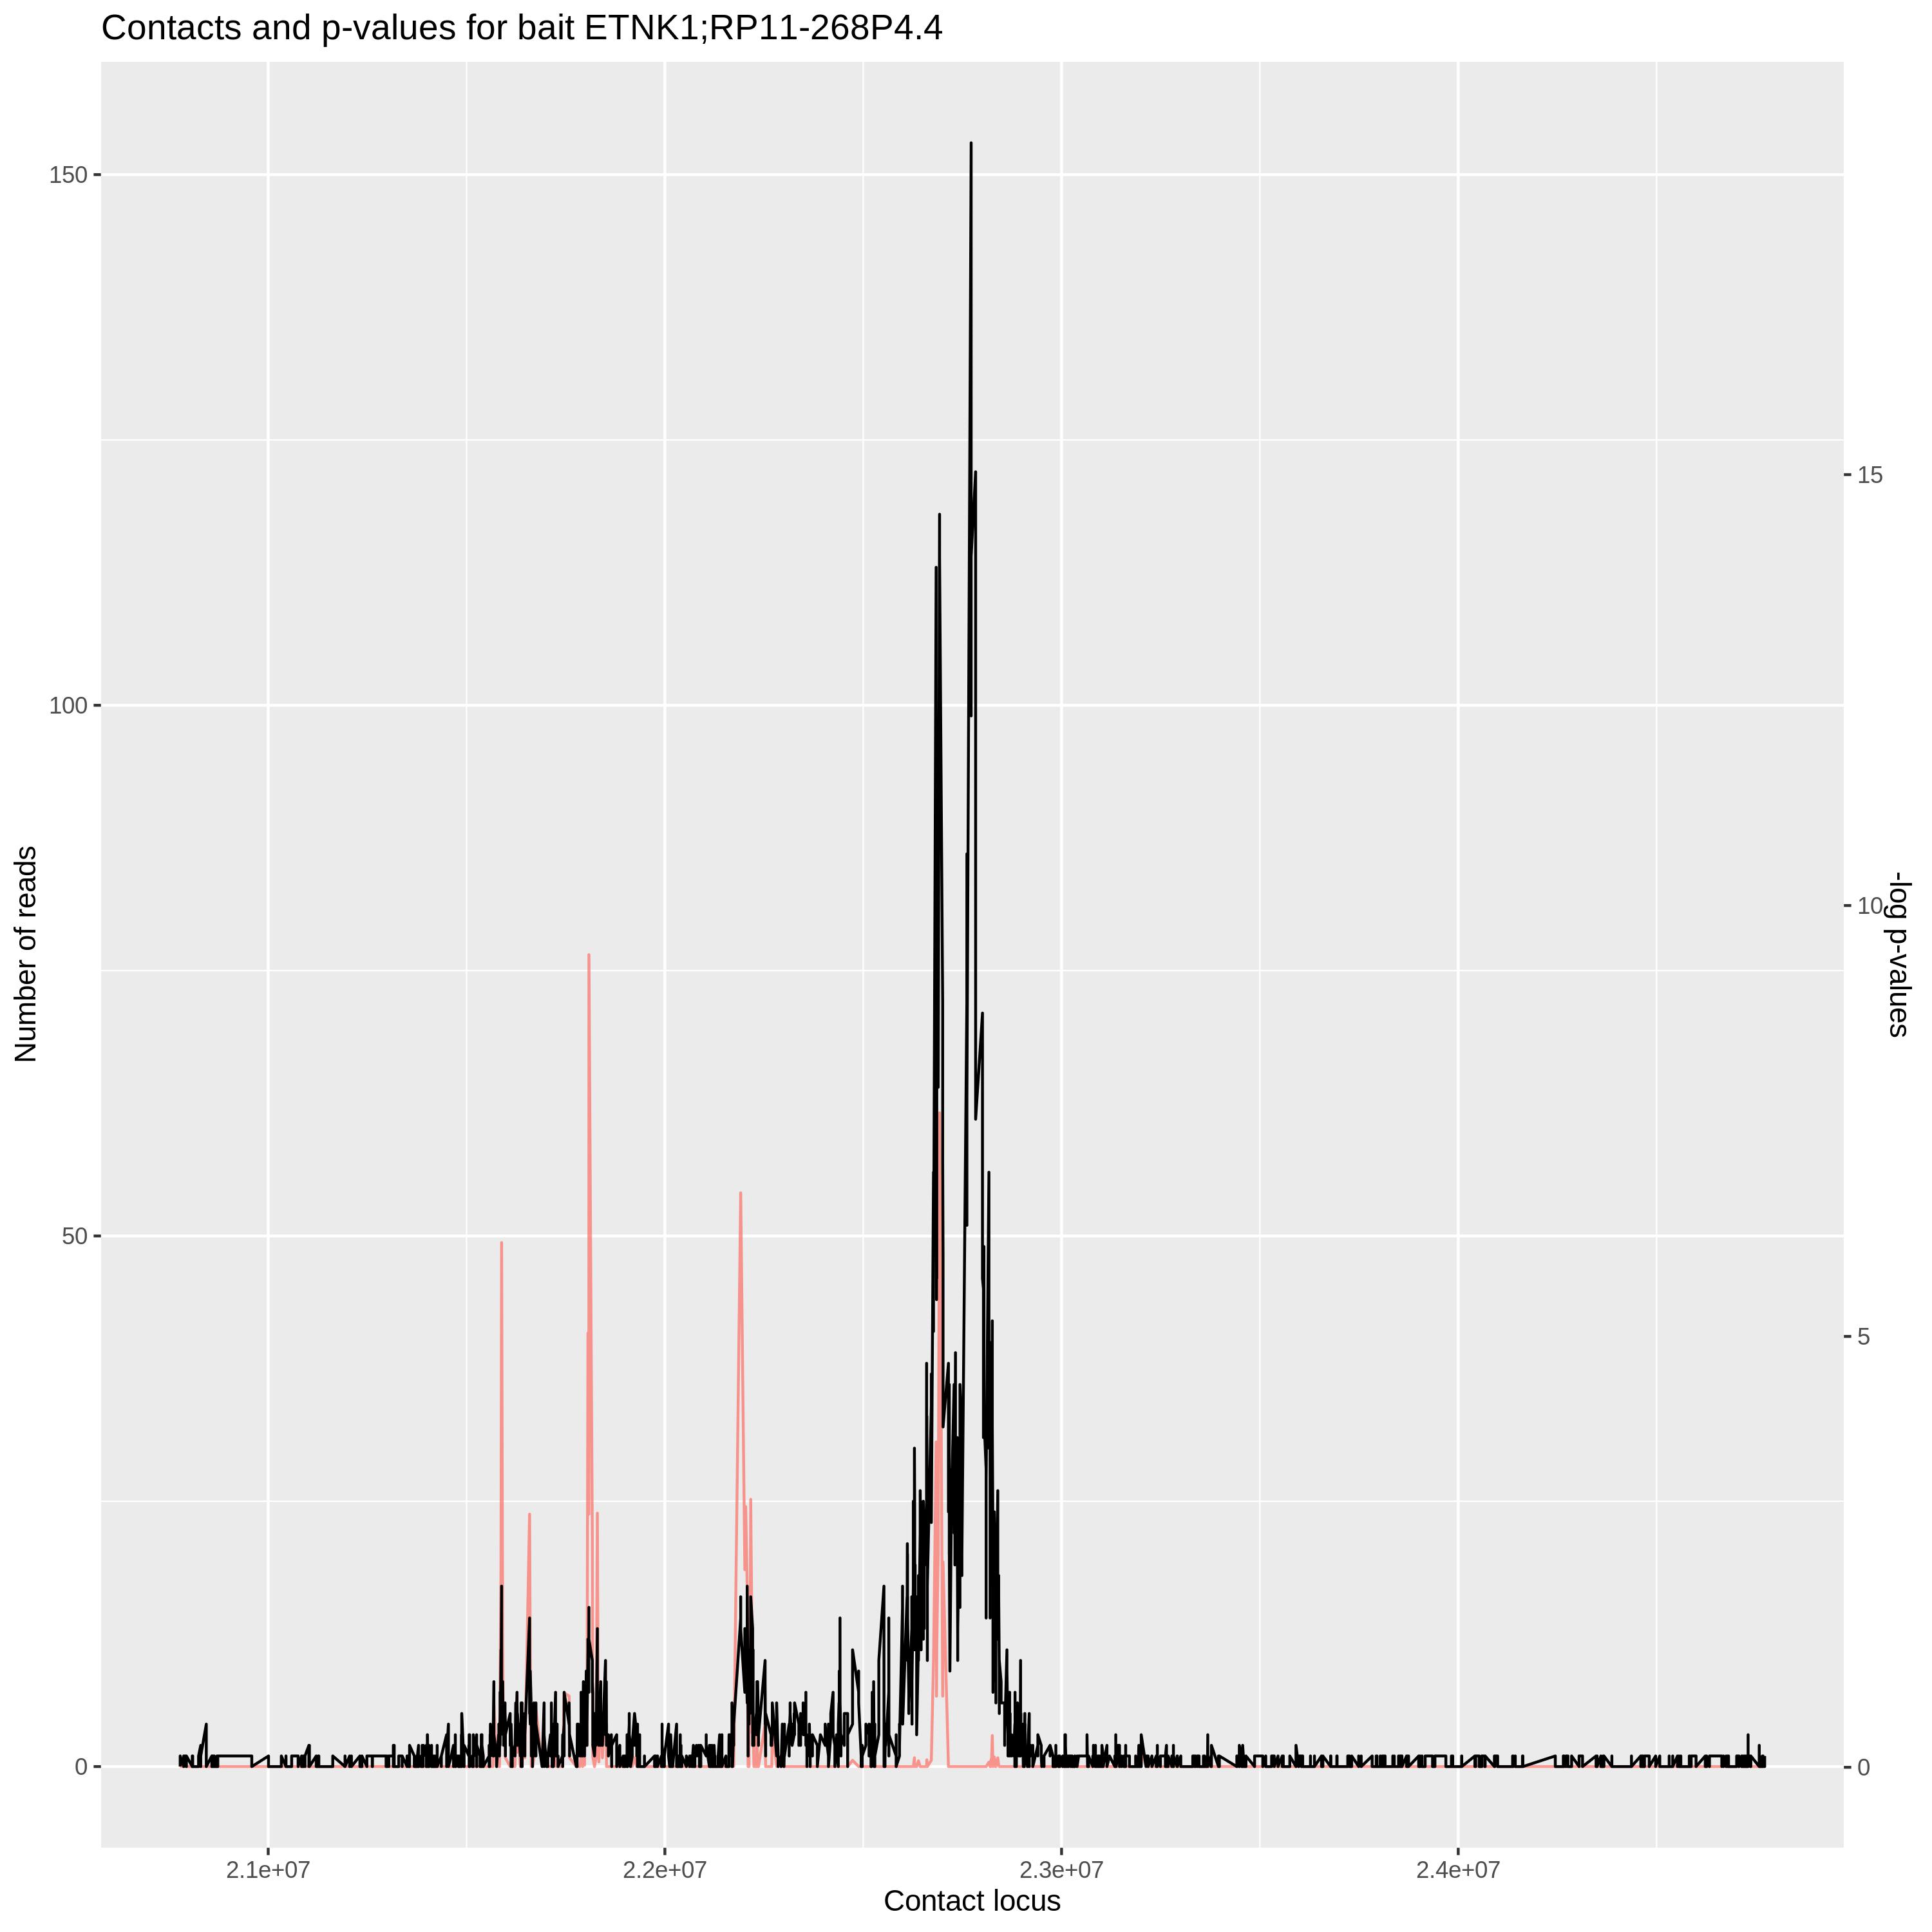 Contacts and p-values for bait ETNK1;RP11-268P4.4
150
100
50
0
Number of reads
15
10
5
0
-log p-values
2.1e+07
2.2e+07
2.3e+07
2.4e+07
Contact locus